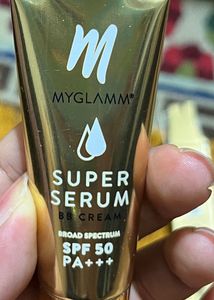 m
MYGLAMM®
SUPER
SERUM
BB CREAM
BROAD SPECTRUM
SPF 50
PA+++